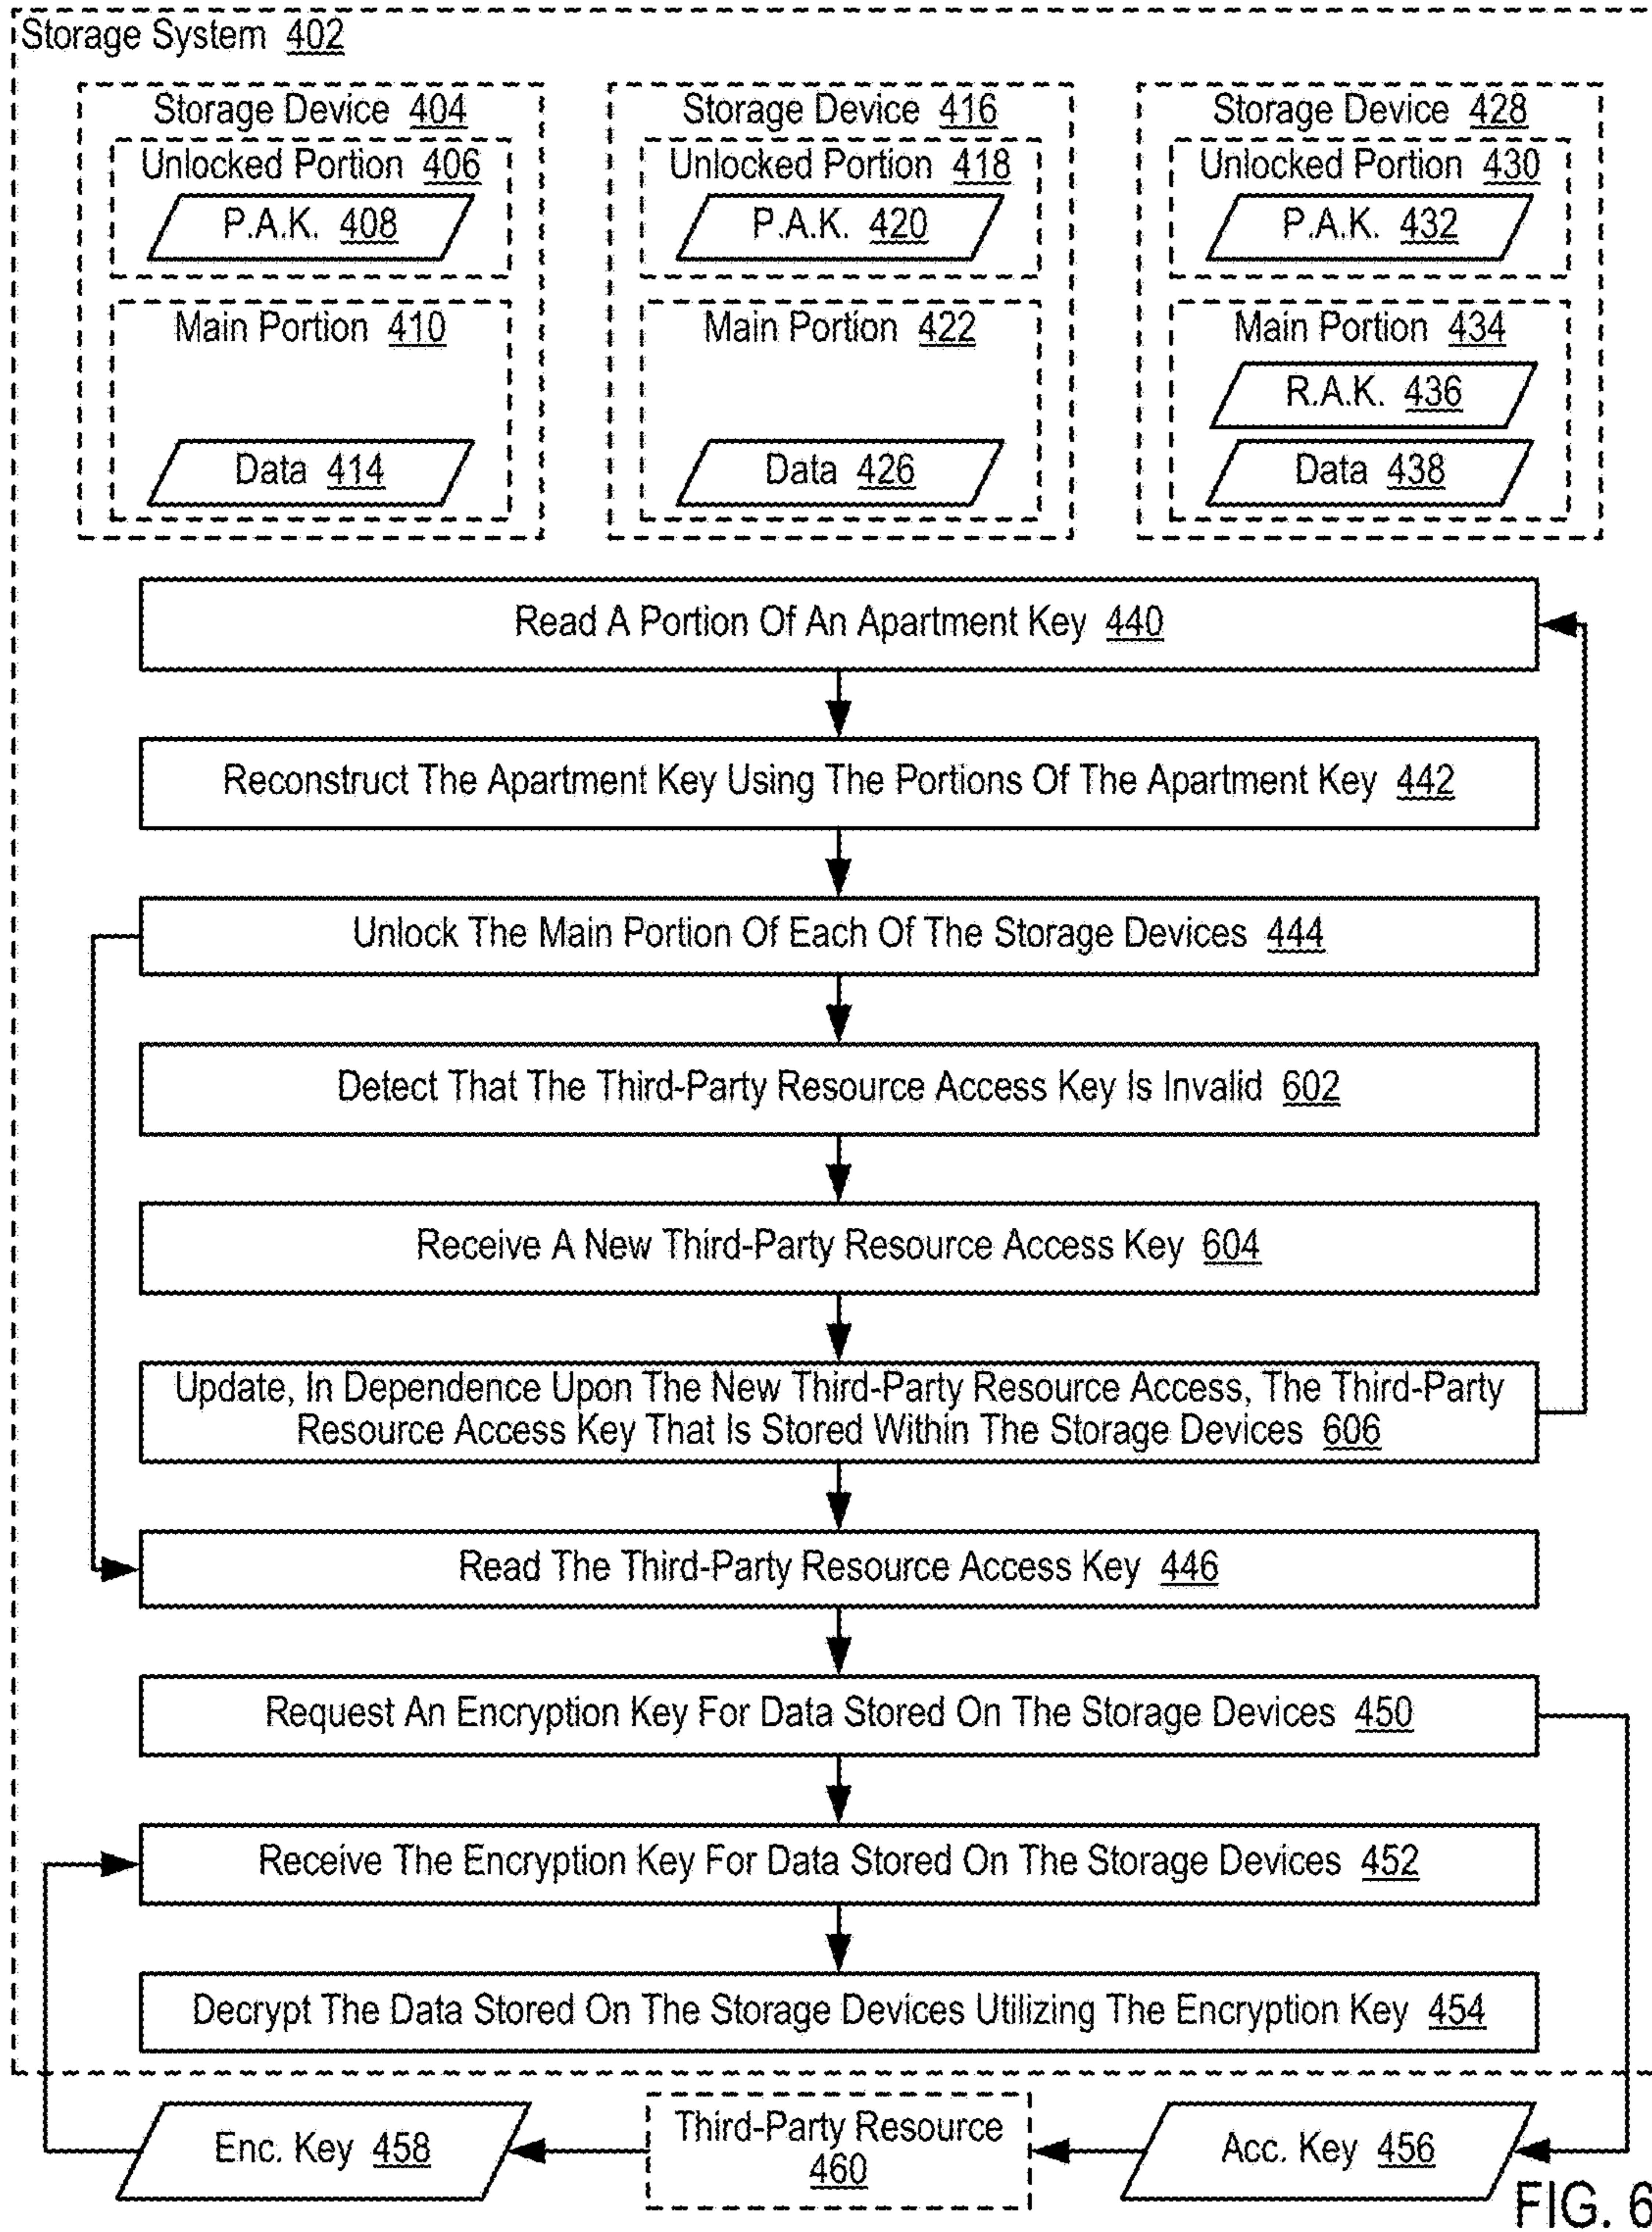 Storage System 402
Storage Device 404
Unlocked Portion 406
P.A.K. 408
Main Portion 410
Data 414
Storage Device 416
Unlocked Portion 418
P.A.K. 420
Main Portion 422
Data 426
Storage Device 428
Unlocked Portion 430
P.A.K. 432
Main Portion 434
R.A.K. 436
Data 438
Read A Portion Of An Apartment Key 440
Reconstruct The Apartment Key Using The Portions Of The Apartment Key 442
Unlock The Main Portion Of Each Of The Storage Devices 444
Detect That The Third-Party Resource Access Key Is Invalid 602
Receive A New Third-Party Resource Access Key 604
Update, In Dependence Upon The New Third-Party Resource Access, The Third-Party
Resource Access Key That Is Stored Within The Storage Devices 606
Read The Third-Party Resource Access Key 446
Request An Encryption Key For Data Stored On The Storage Devices 450
Receive The Encryption Key For Data Stored On The Storage Devices 452
Decrypt The Data Stored On The Storage Devices Utilizing The Encryption Key 454
Enc. Key 458
Third-Party Resource
460
Acc. Key 456
FIG. 6